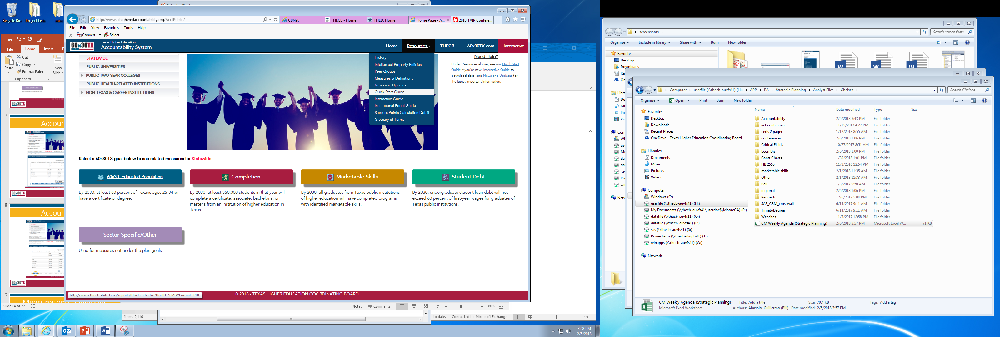 Recycle Bin
Project Lists
misc
File
Home
Insert
Paste
Cut
Copy
Format Painter
New
Slide
Clipboard
Sector-Specific/Other
60x30TX
7
Accoun
60x30TX
8
Accoun
60x30TX
9
Measures an
Slide 14 of 22
Notes
Comments
80%
http://www.txhigheredaccountability.org/AcctPublic/
CBNet
THECB - Home
THED: Home
Home Page - A...
2018 TAIR Confere...
File Edit View Favorites Tools Help
Convert Select
60x30TX
Texas Higher Education
Accountability System
Home
Resources
THECB
60x30TX.com
Interactive
STATEWIDE
PUBLIC UNIVERSITIES
PUBLIC TWO-YEAR COLLEGES
PUBLIC HEALTH-RELATED INSTITUTIONS
NON-TEXAS & CAREER INSTITUTIONS
History
Intellectual Property Policies
Peer Groups
Measures & Definitions
News and Updates
Quick Start Guide
Interactive Guide
Institutional Portal Guide
Success Points Calculation Detail
Glossary of Terms
Need Help?
Under Resources above, see our Quick Start
Guide if you're new, Interactive Guide to
download data, and News and Updates for
the latest important information.
Select a 60x30TX goal below to see related measures for Statewide:
60x30: Educated Population
By 2030, at least 60 percent of Texans ages 25-34 will
have a certificate or degree.
Completion
By 2030, at least 550,000 students in that year will
complete a certificate, associate, bachelor's, or
master's from an institution of higher education in
Texas.
Marketable Skills
By 2030, all graduates from Texas public institutions
of higher education will have completed programs
with identified marketable skills.
Student Debt
By 2030, undergraduate student loan debt will not
exceed 60 percent of first-year wages for graduates of
Texas public institutions.
Sector-Specific/Other
Used for measures not under the plan goals.
http://www.thecb.state.tx.us/reports/DocFetch.cfm?DocID=9321&Format=PDF
© 2018 - TEXAS HIGHER EDUCATION COORDINATING BOARD
Items: 2,116
o to date.
Connected to: Microsoft Exchange
100%
3:58 PM
2/6/2018
screenshots
Search screenshots
Organize
Include in library
Share with
Burn
New folder
Favorites
Desktop
Downloads
Re
On
Libra
Do
Mu
Pic
Vid
Com
Wi
us
My
da
da
sas
Po
wi
Netw
Computer
userfile (\\thecb-auvfs41) (H:)
APP
PA
Strategic Planning
Analyst Files
Chelsea
Search Chelsea
Organize
Open
Print
Burn
New folder
Favorites
Desktop
Downloads
Recent Places
OneDrive - Texas Higher Education Coordinating Board
Libraries
Documents
Music
Pictures
Videos
Computer
Windows (C:)
userfile (\\thecb-auvfs41) (H:)
My Documents (\\thecb-auvfs41\userdoc$\MooreCA) (P:)
datafile (\\thecb-suvfs11) (Q:)
datafile (\\thecb-auvfs41) (R:)
sas (\\thecb-auvfs41) (S:)
PowerTerm (\\thecb-dwpfs41) (T:)
winapps (\\thecb-auvfs41) (W:)
Network
Name Date modified Type Size
Accountability 2/5/2018 3:43 PM File folder
act conference 11/15/2017 4:27 PM File folder
certs 2 pager 1/12/2018 8:55 AM File folder
conferences 2/6/2018 1:06 PM File folder
Critical Fields 10/27/2017 8:51 AM File folder
Econ Dis 2/6/2018 1:00 PM File folder
Gantt Charts 1/30/2018 1:01 PM File folder
HB 2550 11/3/2016 12:54 PM File folder
marketable skills 2/1/2018 11:35 AM File folder
Other 2/1/2018 11:33 AM File folder
Pell 1/3/2017 9:50 AM File folder
regional 2/6/2018 1:06 PM File folder
Requests 12/6/2017 5:04 PM File folder
SAS_CBM_crosswalk 6/14/2017 9:11 AM File folder
TimetoDegree 6/14/2017 9:11 AM File folder
Websites 11/3/2017 12:58 PM File folder
CM Weekly Agenda (Strategic Planning) 2/6/2018 3:57 PM Microsoft Excel W... 71 KB
CM Weekly Agenda (Strategic Planning) Title: Add a title Size: 70.4 KB Tags: Add a tag
Microsoft Excel Worksheet Authors: Abasolo, Guillermo (Bill) Date modified: 2/6/2018 3:57 PM